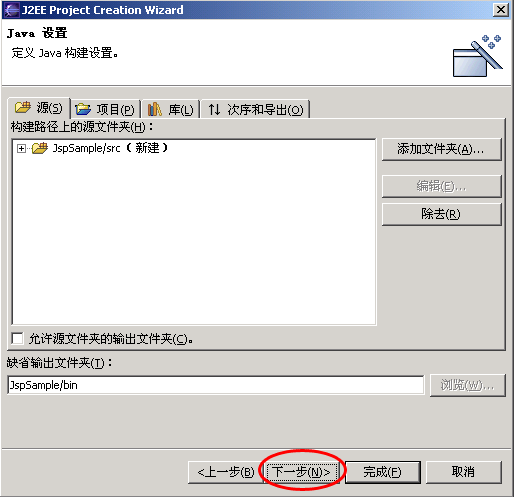 J2EE Project Creation Wizard
Java 设置
定义 Java 构建设置。
源(S) 项目(P) 库(L) 次序和导出(O)
构建路径上的源文件夹(H)：
JspSample/src（新建）
添加文件夹(A)...
编辑(E)...
除去(R)
允许源文件夹的输出文件夹(C)。
缺省输出文件夹(T)：
JspSample/bin 浏览(W)...
<上一步(B) 下一步(N)> 完成(F) 取消